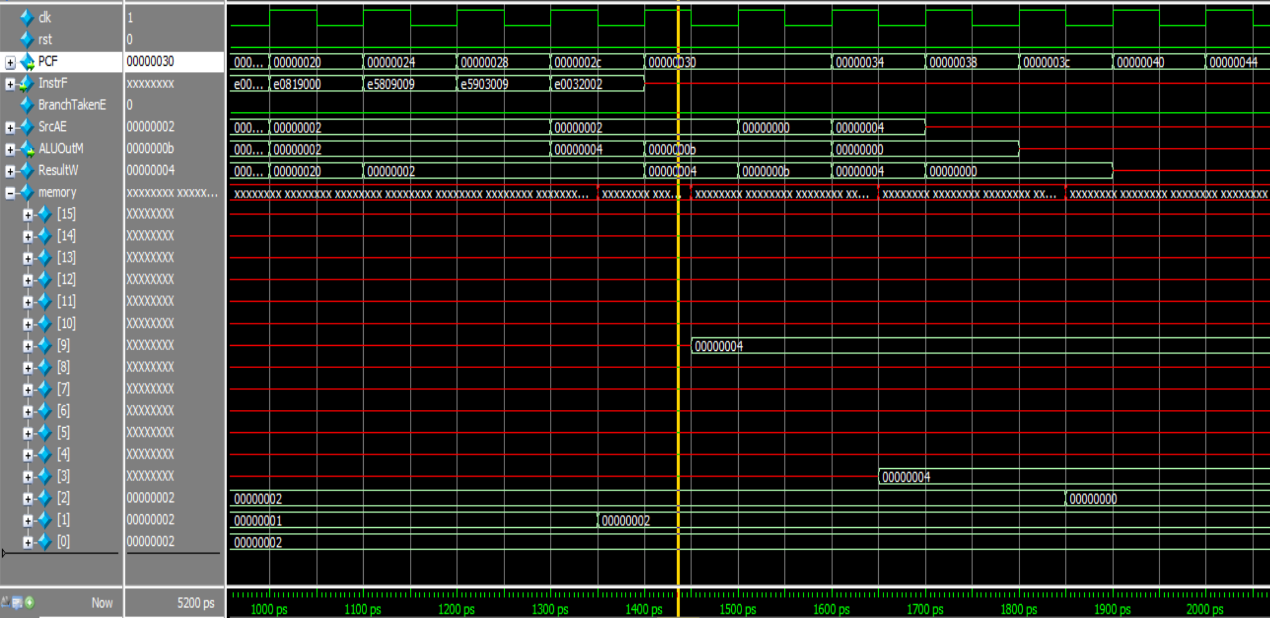 clk 1
rst 0
PCF 00000030 000... 00000020 00000024 00000028 0000002c 00000030 00000034 00000038 0000003c 00000040 00000044
InstrF xxxxxxxx e00... e0819000 e5809009 e5903009 e0032002
BranchTakenE 0
SrcAE 00000002 000... 00000002 00000002 00000000 00000004
ALUOutM 0000000b 000... 00000002 00000004 0000000b 00000000
ResultW 00000004 000... 00000020 00000002 00000004 0000000b 00000004 00000000
memory xxxxxxxx xxxxx... xxxxxxxx xxxxxxxx xxxxxxxx xxxxxxxx xxxxxxxx xxxxxxxx xxxxxxx... xxxxxxxx xxx... xxxxxxxx xxxxxxxx xxxxxxxx xx... xxxxxxxx xxxxxxxx xxxxxxxx xx... xxxxxxxx xxxxxxxx xxxxxxxx xxxxxxxx
[15] XXXXXXXX
[14] XXXXXXXX
[13] XXXXXXXX
[12] XXXXXXXX
[11] XXXXXXXX
[10] XXXXXXXX
[9] XXXXXXXX 00000004
[8] XXXXXXXX
[7] XXXXXXXX
[6] XXXXXXXX
[5] XXXXXXXX
[4] XXXXXXXX
[3] XXXXXXXX 00000004
[2] 00000002 00000002 00000000
[1] 00000002 00000001 00000002
[0] 00000002 00000002
Now 5200 ps 1000 ps 1100 ps 1200 ps 1300 ps 1400 ps 1500 ps 1600 ps 1700 ps 1800 ps 1900 ps 2000 ps